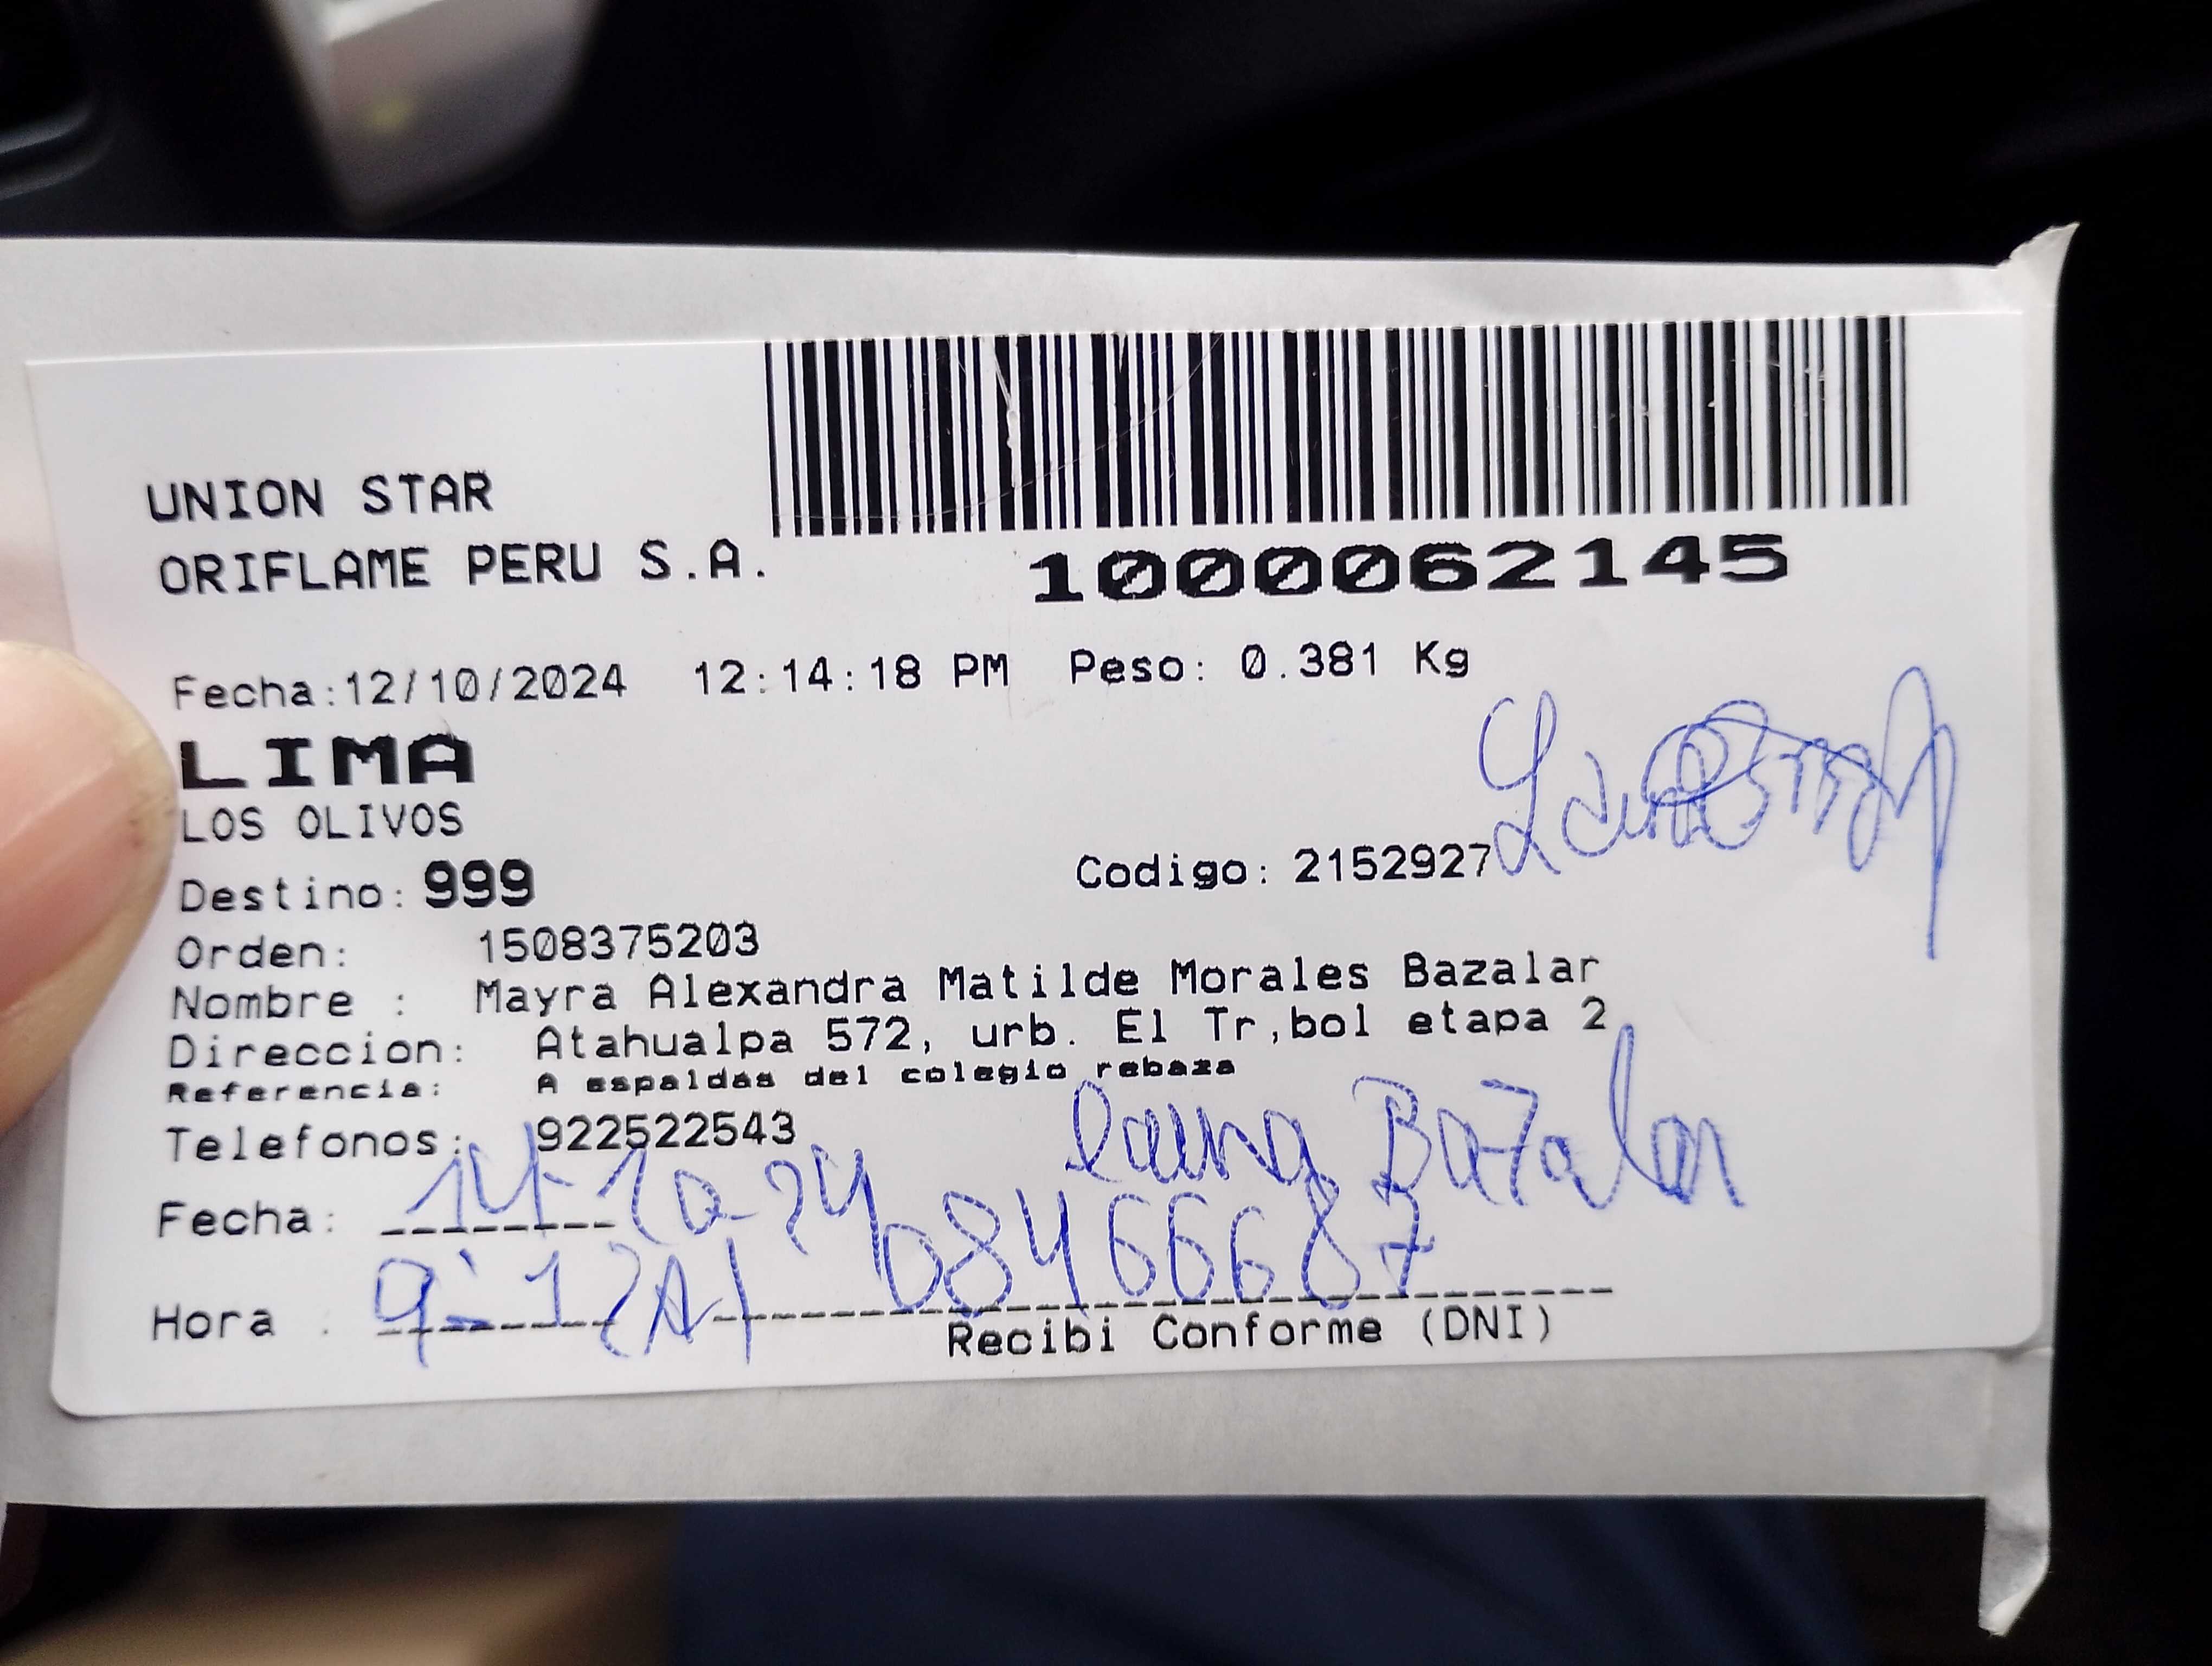 UNION STAR
ORIFLAME PERU S.A.
1000062145
Fecha:12/10/2024 12:14:18 PM Peso: 0.381 Kg
LIMA
LOS OLIVOS
Destino: 999 Codigo: 2152927
Orden: 1508375203
Nombre : Mayra Alexandra Matilde Morales Bazalar
Direccion: Atahualpa 572, urb. El Tr,bol etapa 2
Referencia: A espaldas del colegio rebaza
Telefonos: 922522543
Bazalar
Fecha: 14-10-24 08466687
Hora :
Recibi Conforme (DNI)